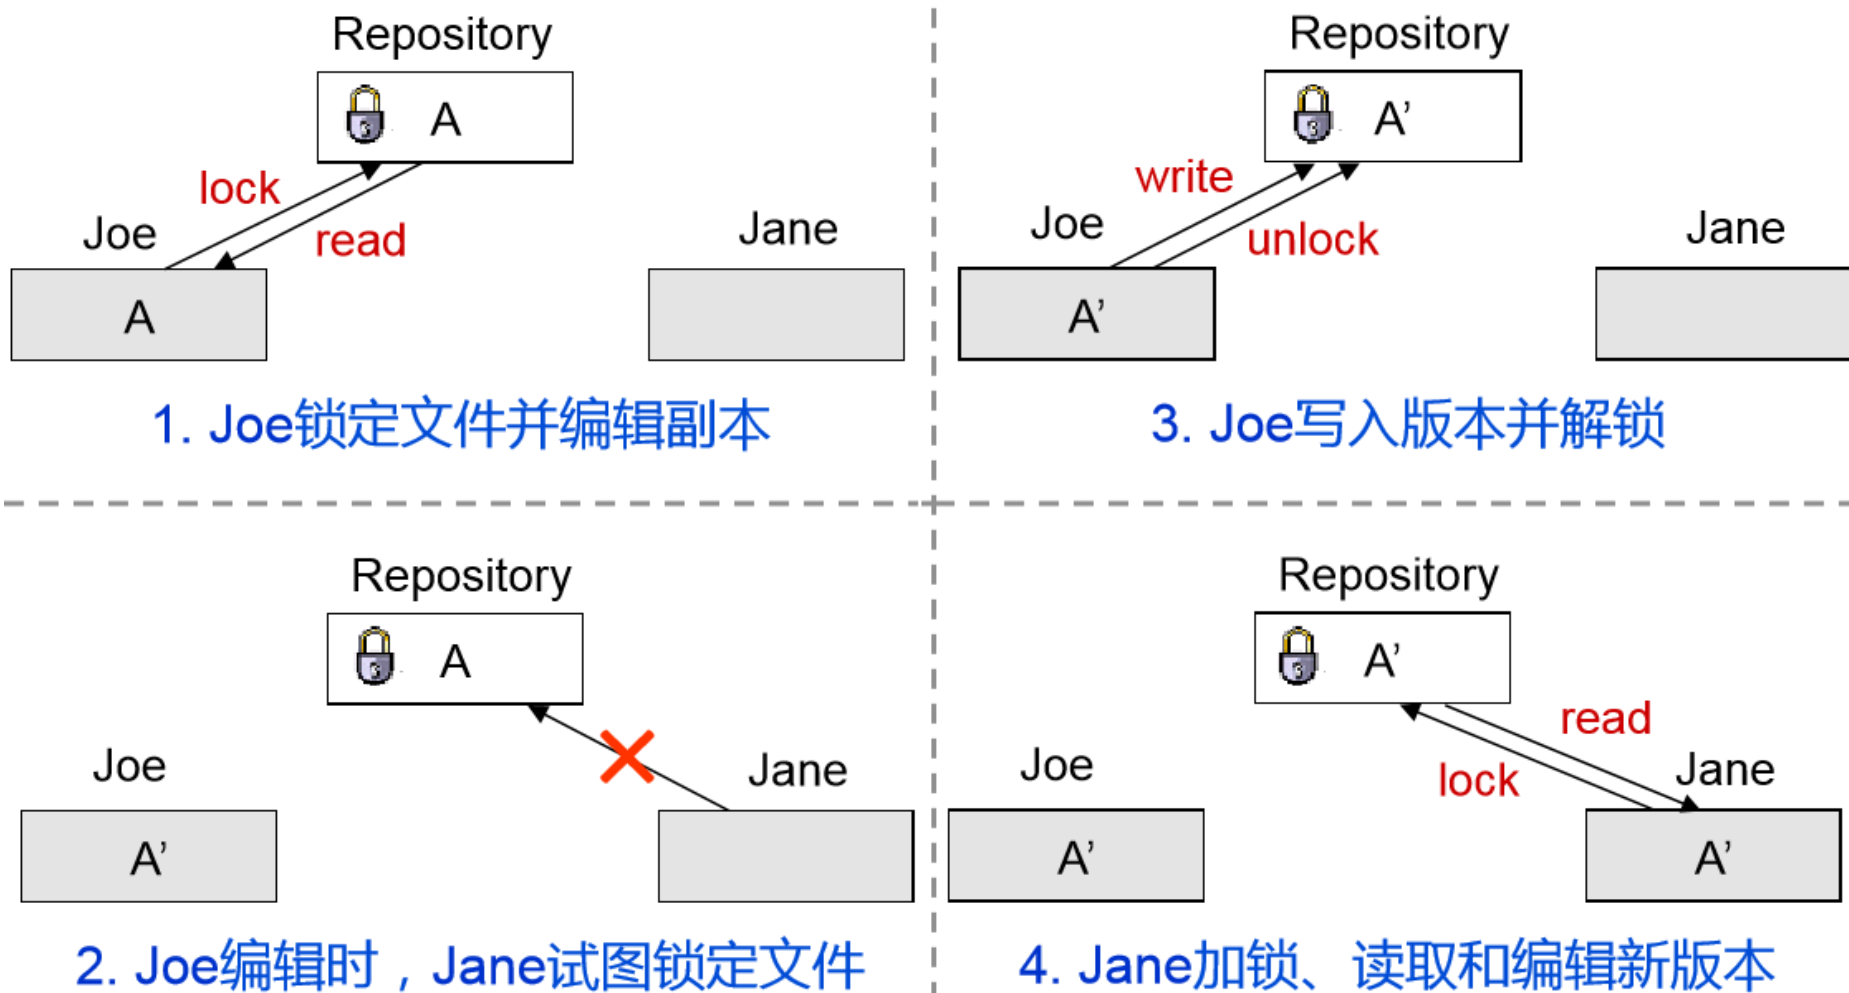 Repository
A
lock
read
Joe
Jane
A
1. Joe锁定文件并编辑副本
Repository
A
Joe
Jane
A’
2. Joe编辑时，Jane试图锁定文件
Repository
A’
write
unlock
Joe
Jane
A’
3. Joe写入版本并解锁
Repository
A’
read
lock
Joe
Jane
A’
A’
4. Jane加锁、读取和编辑新版本